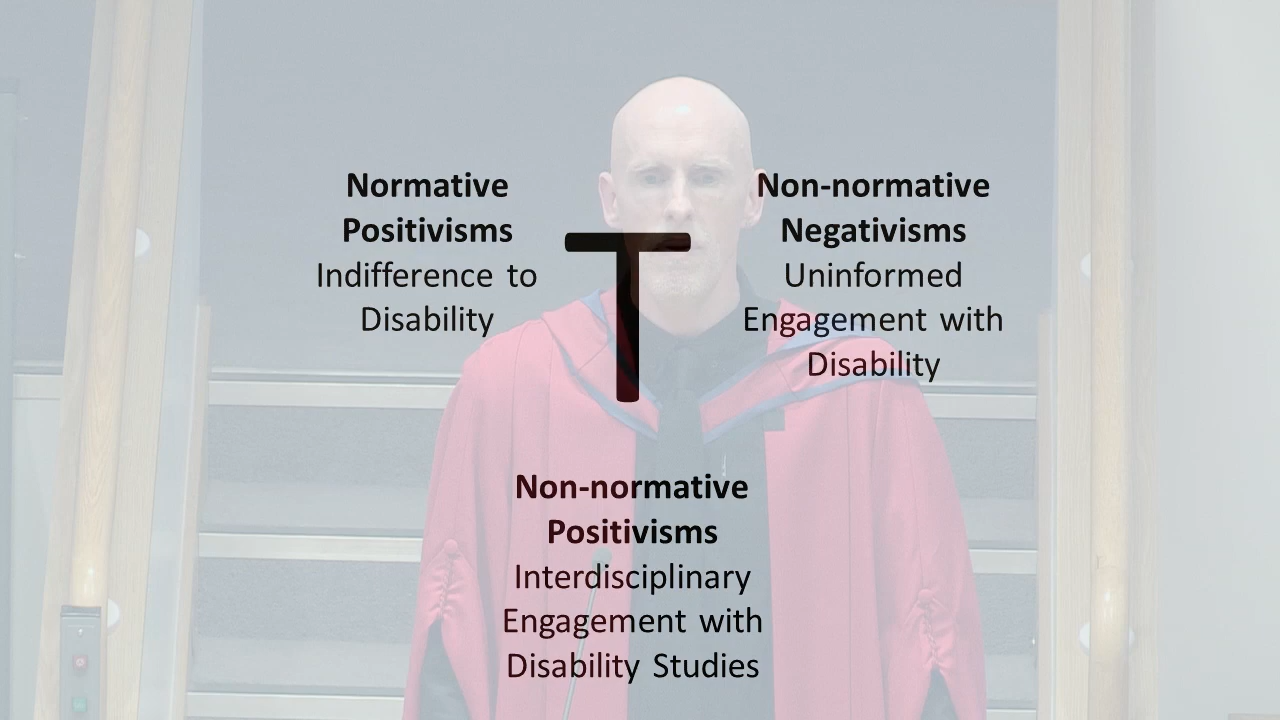 Normative
Positivisms
Indifference to
Disability
T
Non-normative
Negativisms
Uninformed
Engagement with
Disability
Non-normative
Positivisms
Interdisciplinary
Engagement with
Disability Studies